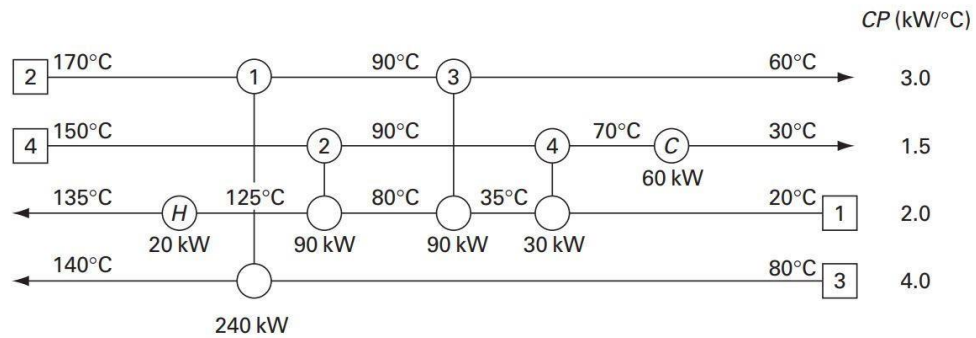 CP (kW/°C)
2 170°C 1 90°C 3 60°C 3.0
4 150°C 2 90°C 4 70°C C 30°C 1.5
60 kW
135°C H 125°C 80°C 35°C 20°C 1 2.0
20 kW 90 kW 90 kW 30 kW
140°C 80°C 3 4.0
240 kW